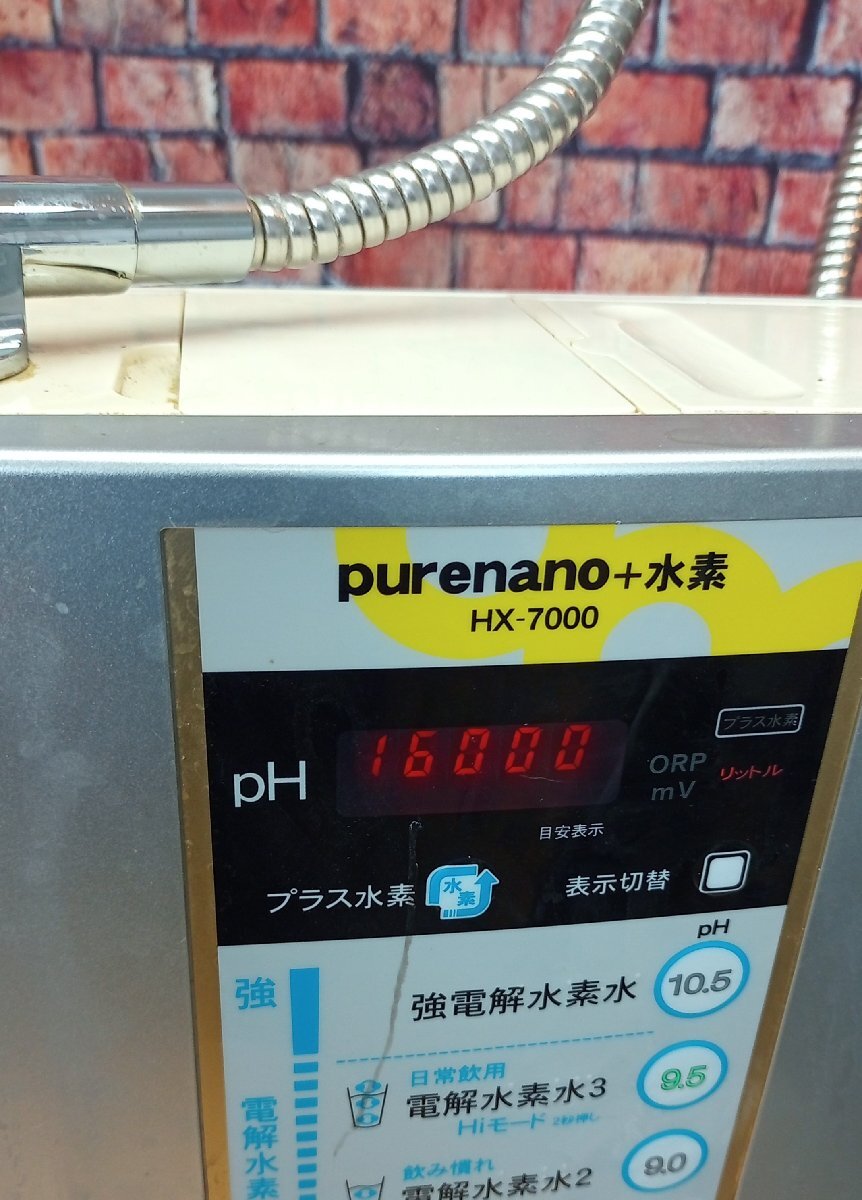 purenano+水素
HX-7000
プラス水素
pH 16000 ORP リットル
mV
目安表示
プラス水素 水素 表示切替
pH
強 強電解水素水 10.5
日常飲用
電解水素水3 9.5
Hiモード 2秒押し
飲み慣れ
電解水素水2 9.0
電解水素